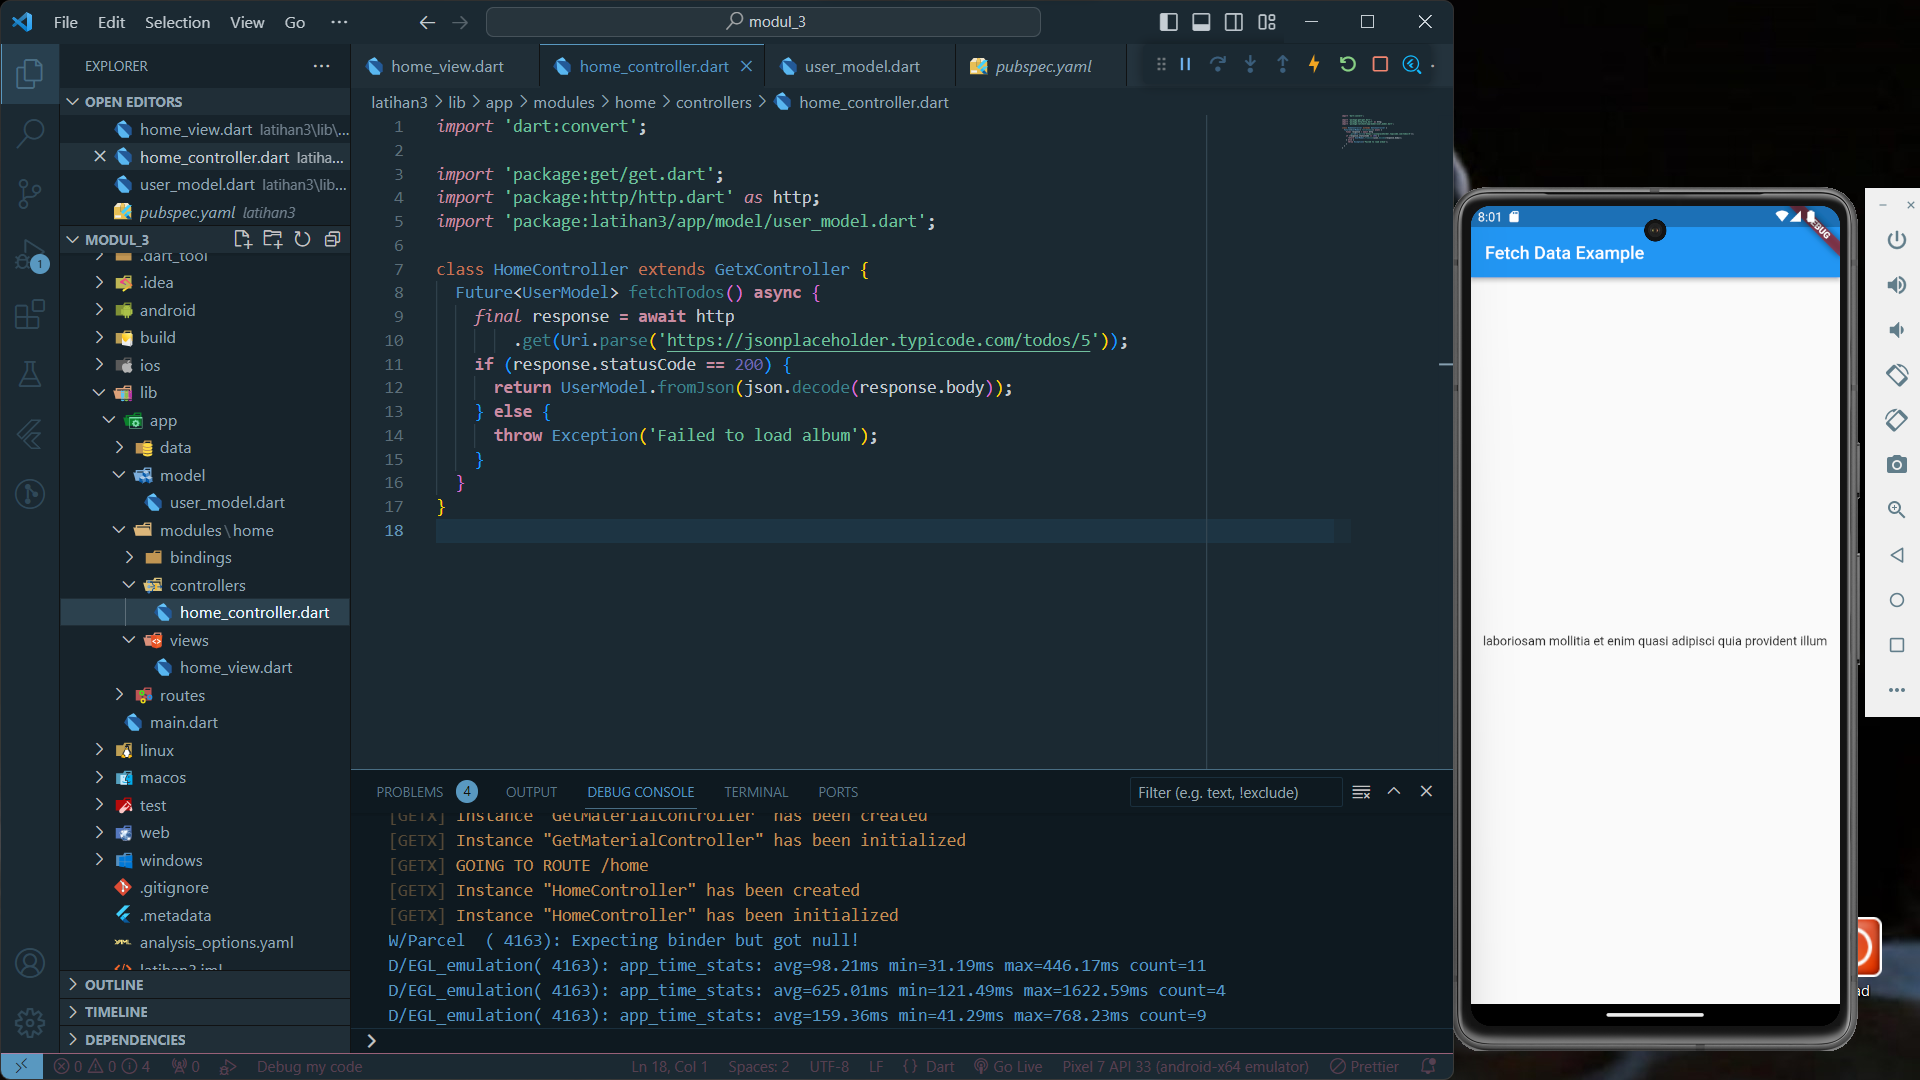 File Edit Selection View Go ··· modul_3
EXPLORER ···
OPEN EDITORS
home_view.dart latihan3\lib\...
home_controller.dart latiha...
user_model.dart latihan3\lib...
pubspec.yaml latihan3
MODUL_3
.dart_tool
.idea
android
build
ios
lib
app
data
model
user_model.dart
modules\home
bindings
controllers
home_controller.dart
views
home_view.dart
routes
main.dart
linux
macos
test
web
windows
.gitignore
.metadata
analysis_options.yaml
latihan3.iml
OUTLINE
TIMELINE
DEPENDENCIES
1
home_view.dart home_controller.dart user_model.dart pubspec.yaml
latihan3 > lib > app > modules > home > controllers > home_controller.dart
1 import 'dart:convert';
2
3 import 'package:get/get.dart';
4 import 'package:http/http.dart' as http;
5 import 'package:latihan3/app/model/user_model.dart';
6
7 class HomeController extends GetxController {
8 Future<UserModel> fetchTodos() async {
9 final response = await http
10 .get(Uri.parse('https://jsonplaceholder.typicode.com/todos/5'));
11 if (response.statusCode == 200) {
12 return UserModel.fromJson(json.decode(response.body));
13 } else {
14 throw Exception('Failed to load album');
15 }
16 }
17 }
18
PROBLEMS 4 OUTPUT DEBUG CONSOLE TERMINAL PORTS Filter (e.g. text, !exclude)
[GETX] Instance "GetMaterialController" has been created
[GETX] Instance "GetMaterialController" has been initialized
[GETX] GOING TO ROUTE /home
[GETX] Instance "HomeController" has been created
[GETX] Instance "HomeController" has been initialized
W/Parcel ( 4163): Expecting binder but got null!
D/EGL_emulation( 4163): app_time_stats: avg=98.21ms min=31.19ms max=446.17ms count=11
D/EGL_emulation( 4163): app_time_stats: avg=625.01ms min=121.49ms max=1622.59ms count=4
D/EGL_emulation( 4163): app_time_stats: avg=159.36ms min=41.29ms max=768.23ms count=9
0 0 4 0 Debug my code Ln 18, Col 1 Spaces: 2 UTF-8 LF {} Dart Go Live Pixel 7 API 33 (android-x64 emulator) Prettier
8:01
Fetch Data Example
laboriosam mollitia et enim quasi adipisci quia provident illum
ad